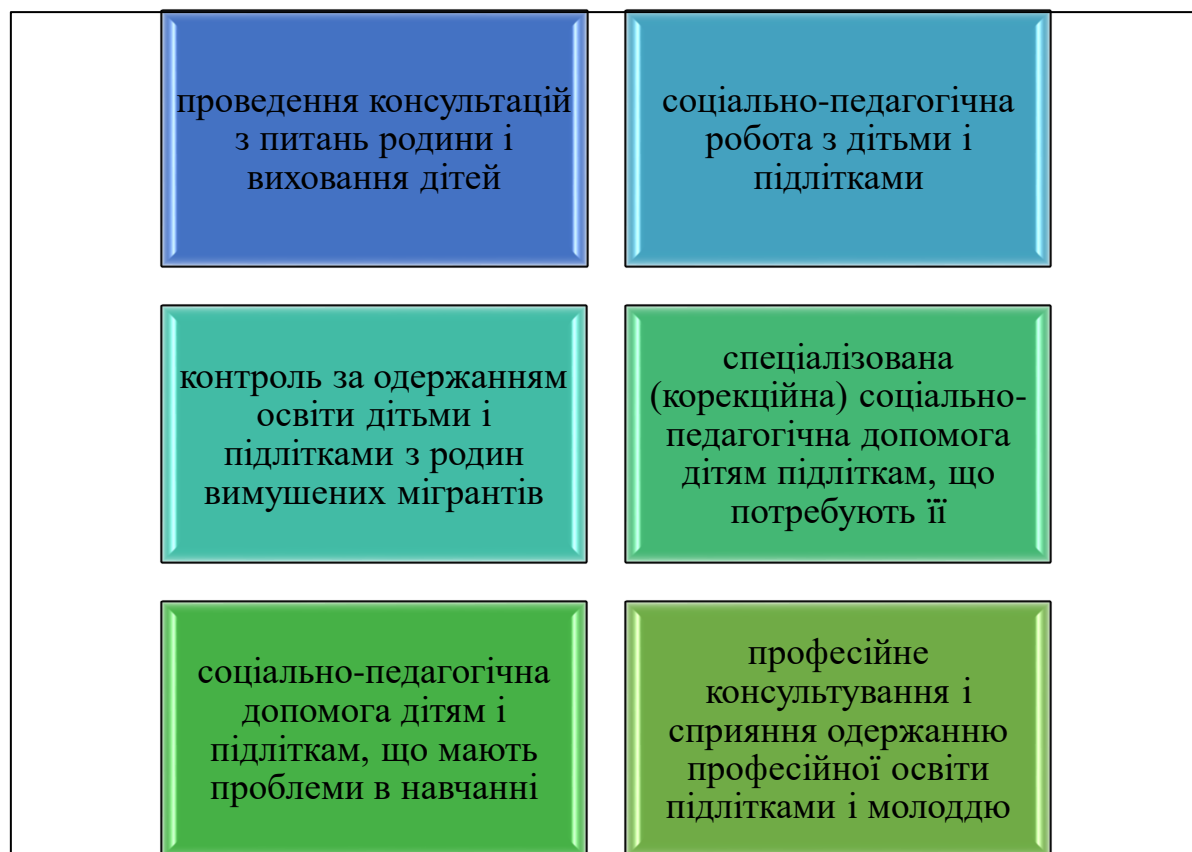 проведення консультацій
з питань родини і
виховання дітей
соціально-педагогічна
робота з дітьми і
підлітками
контроль за одержанням
освіти дітьми і
підлітками з родин
вимушених мігрантів
спеціалізована
(корекційна) соціально-
педагогічна допомога
дітям підліткам, що
потребують її
соціально-педагогічна
допомога дітям і
підліткам, що мають
проблеми в навчанні
професійне
консультування і
сприяння одержанню
професійної освіти
підлітками і молоддю